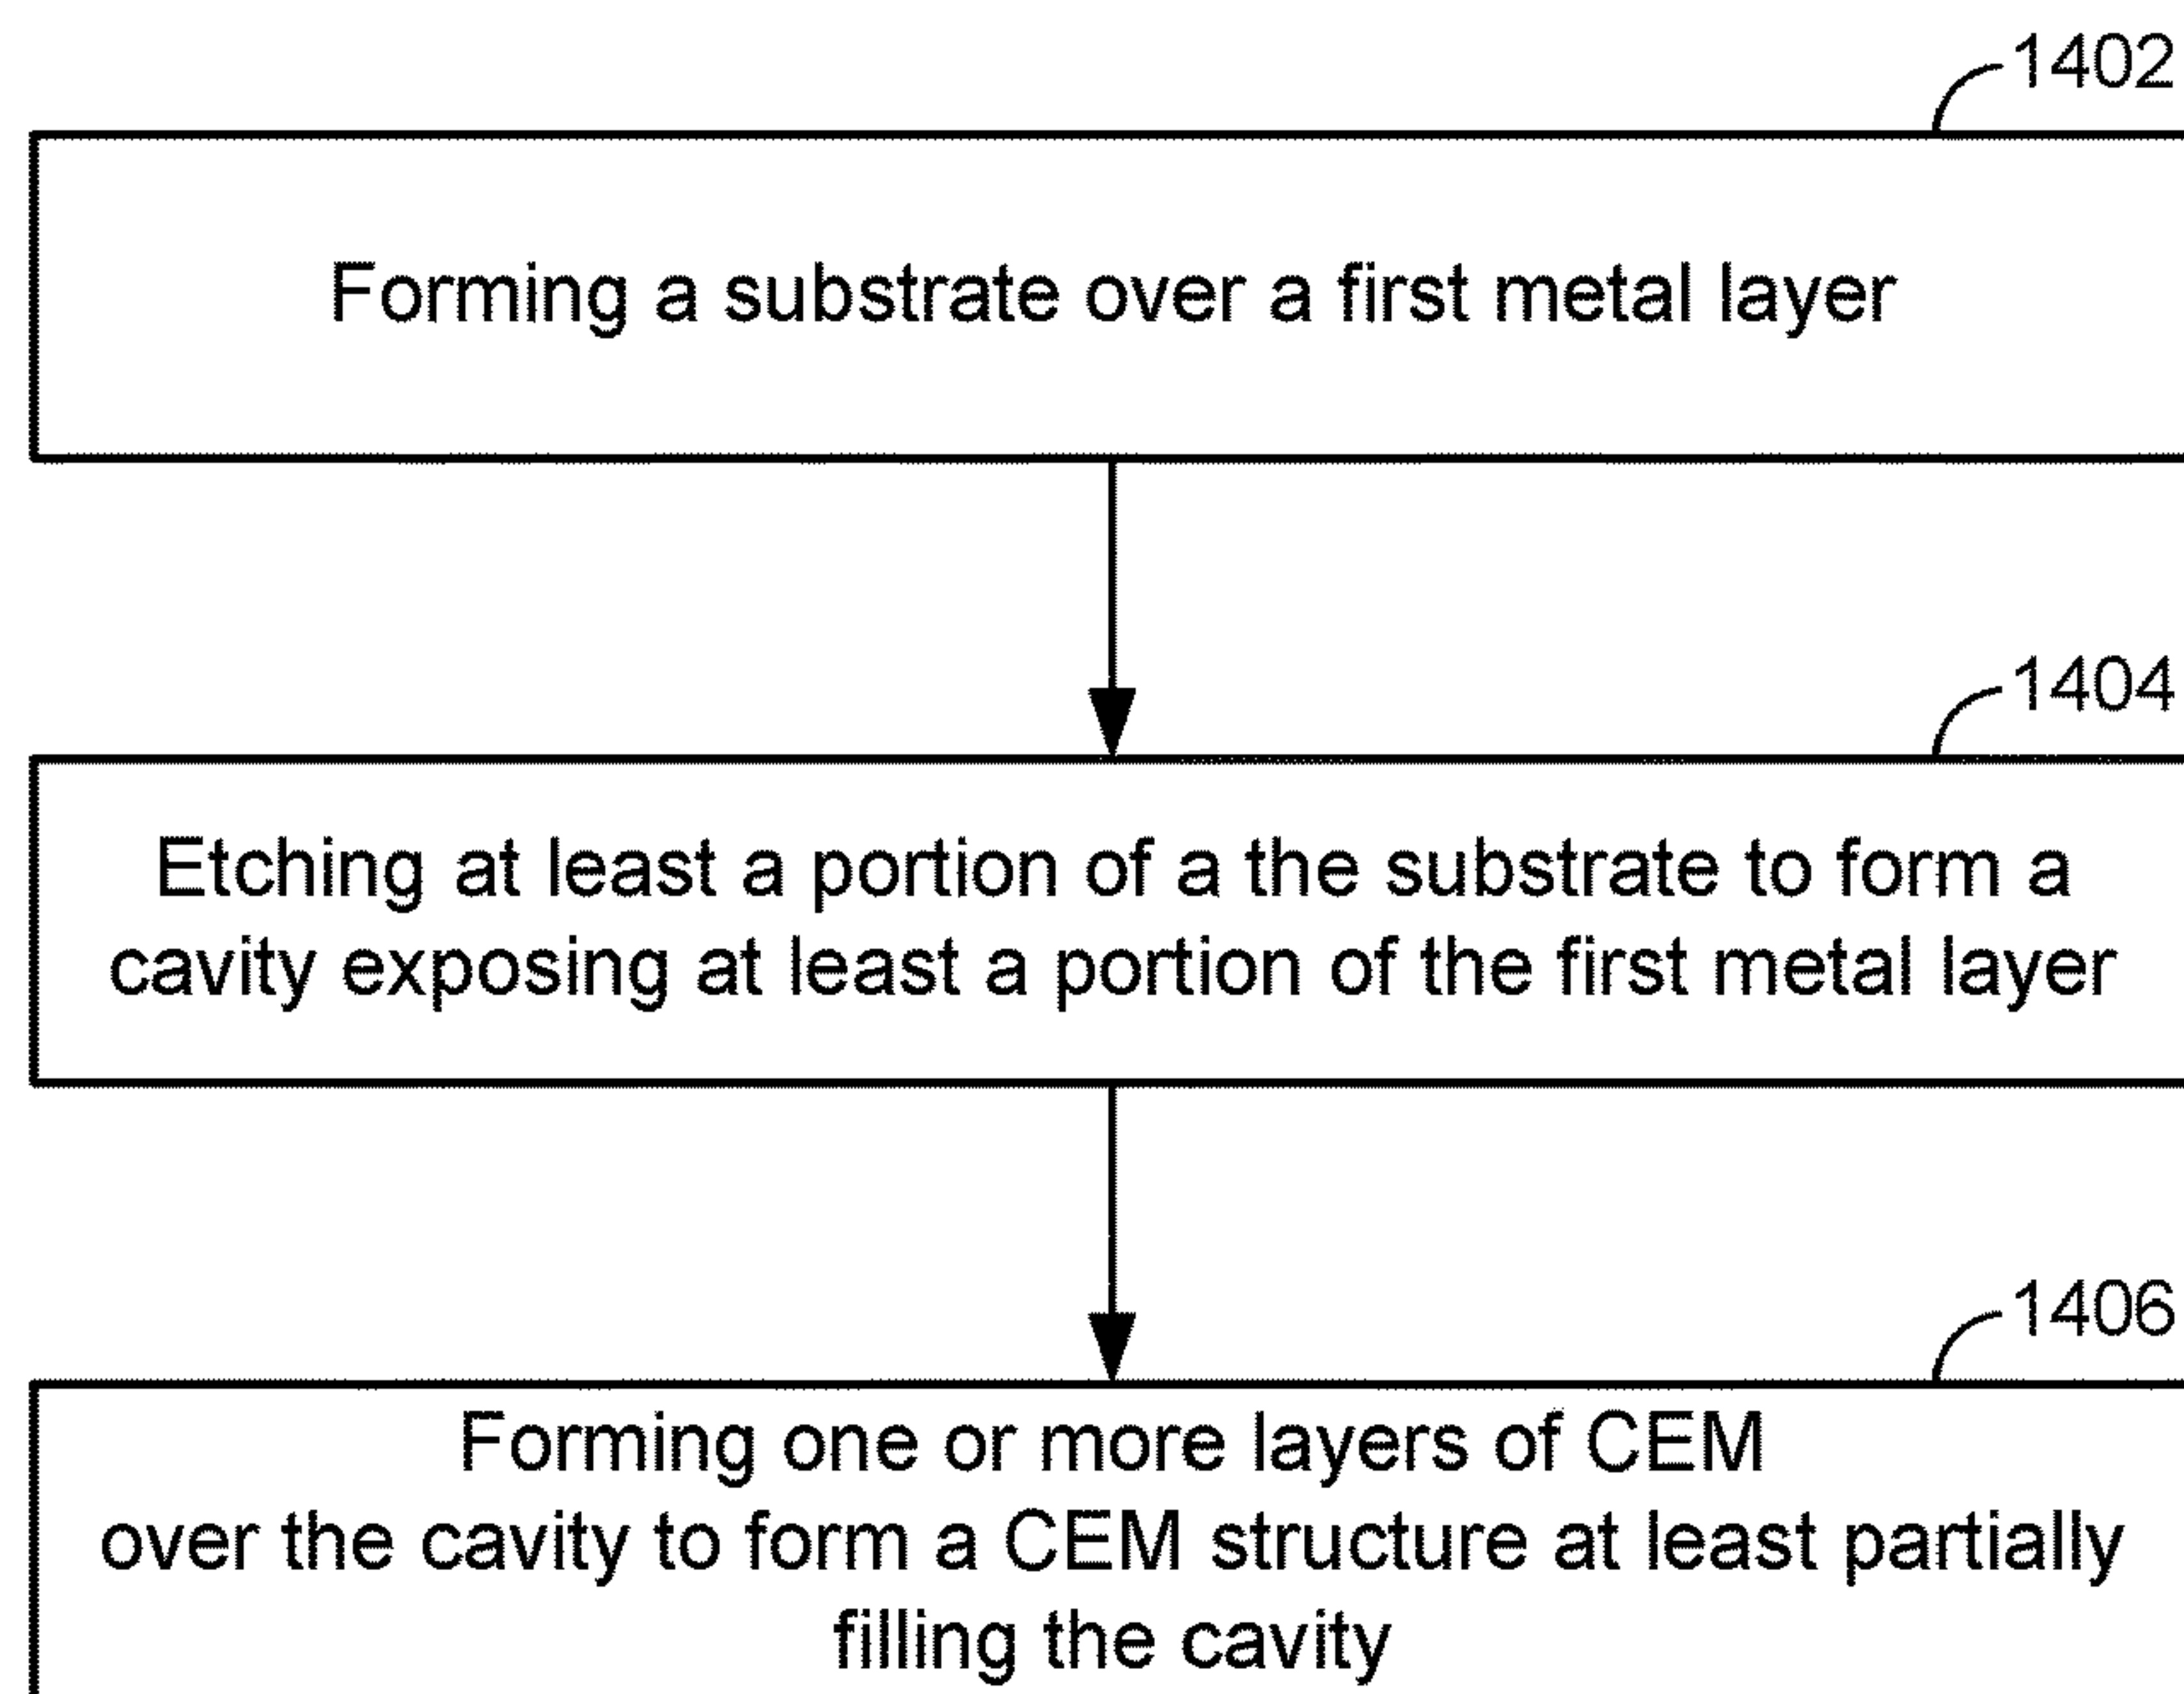 1402
Forming a substrate over a first metal layer
1404
Etching at least a portion of a the substrate to form a
cavity exposing at least a portion of the first metal layer
1406
Forming one or more layers of CEM
over the cavity to form a CEM structure at least partially
filling the cavity